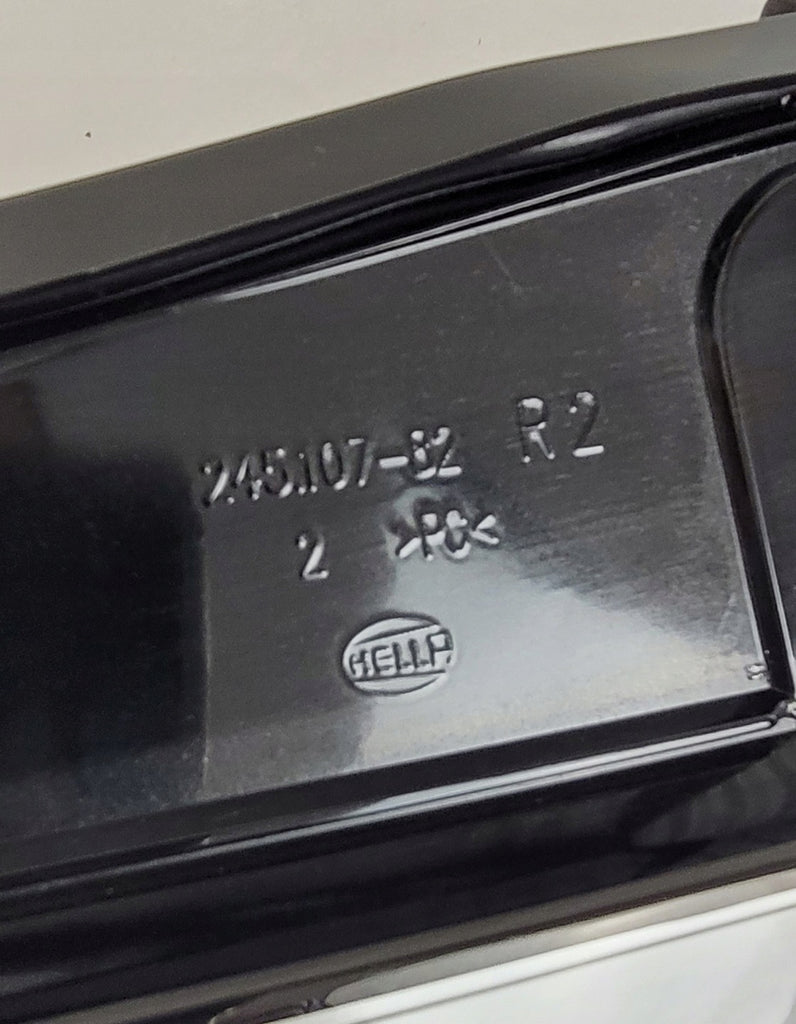 245.107-82 R2
2 >PC<
HELLA